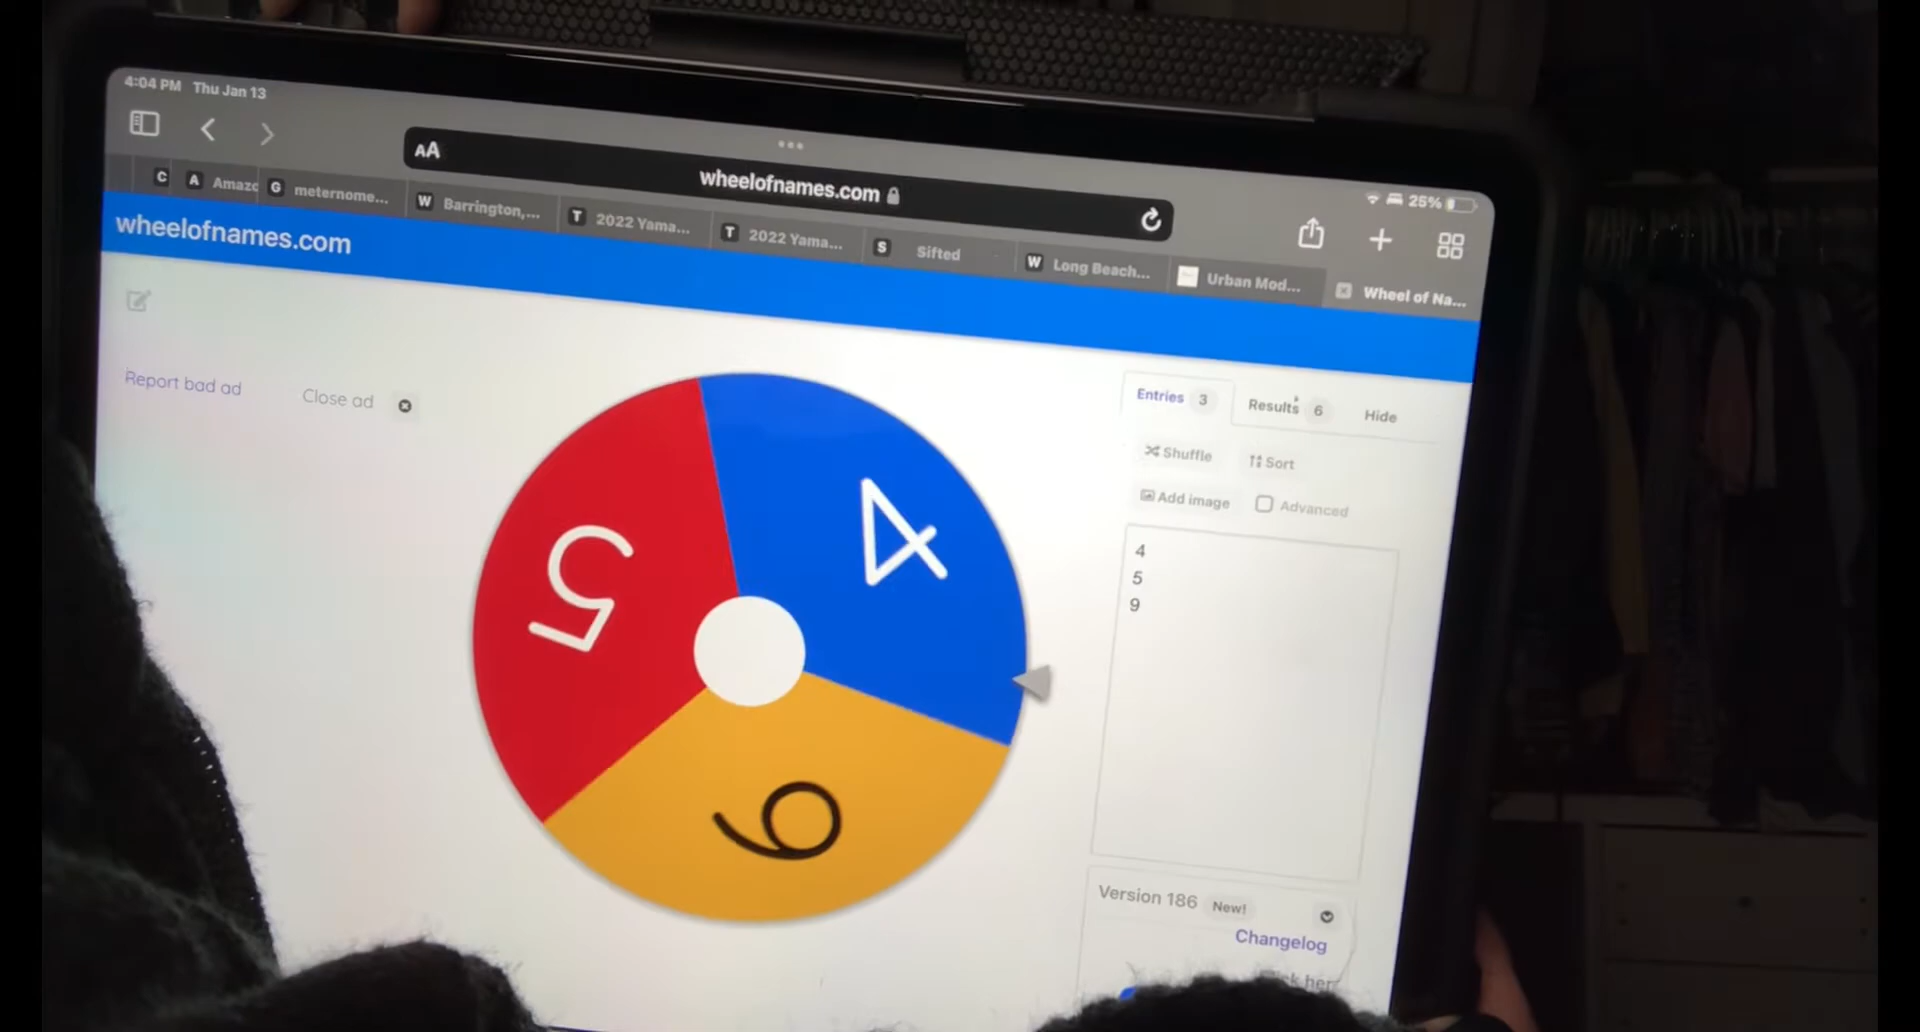 4:04 PM Thu Jan 13
25%
AA
wheelofnames.com
C
A Amazo
G meternome...
W Barrington,...
T 2022 Yama...
T 2022 Yama...
S Sifted
W Long Beach...
Urban Mod...
Wheel of Na...
wheelofnames.com
Report bad ad
Close ad
Entries 3
Results 6
Hide
Shuffle
Sort
Add image
Advanced
4
5
9
4
5
9
Version 186 New!
Changelog